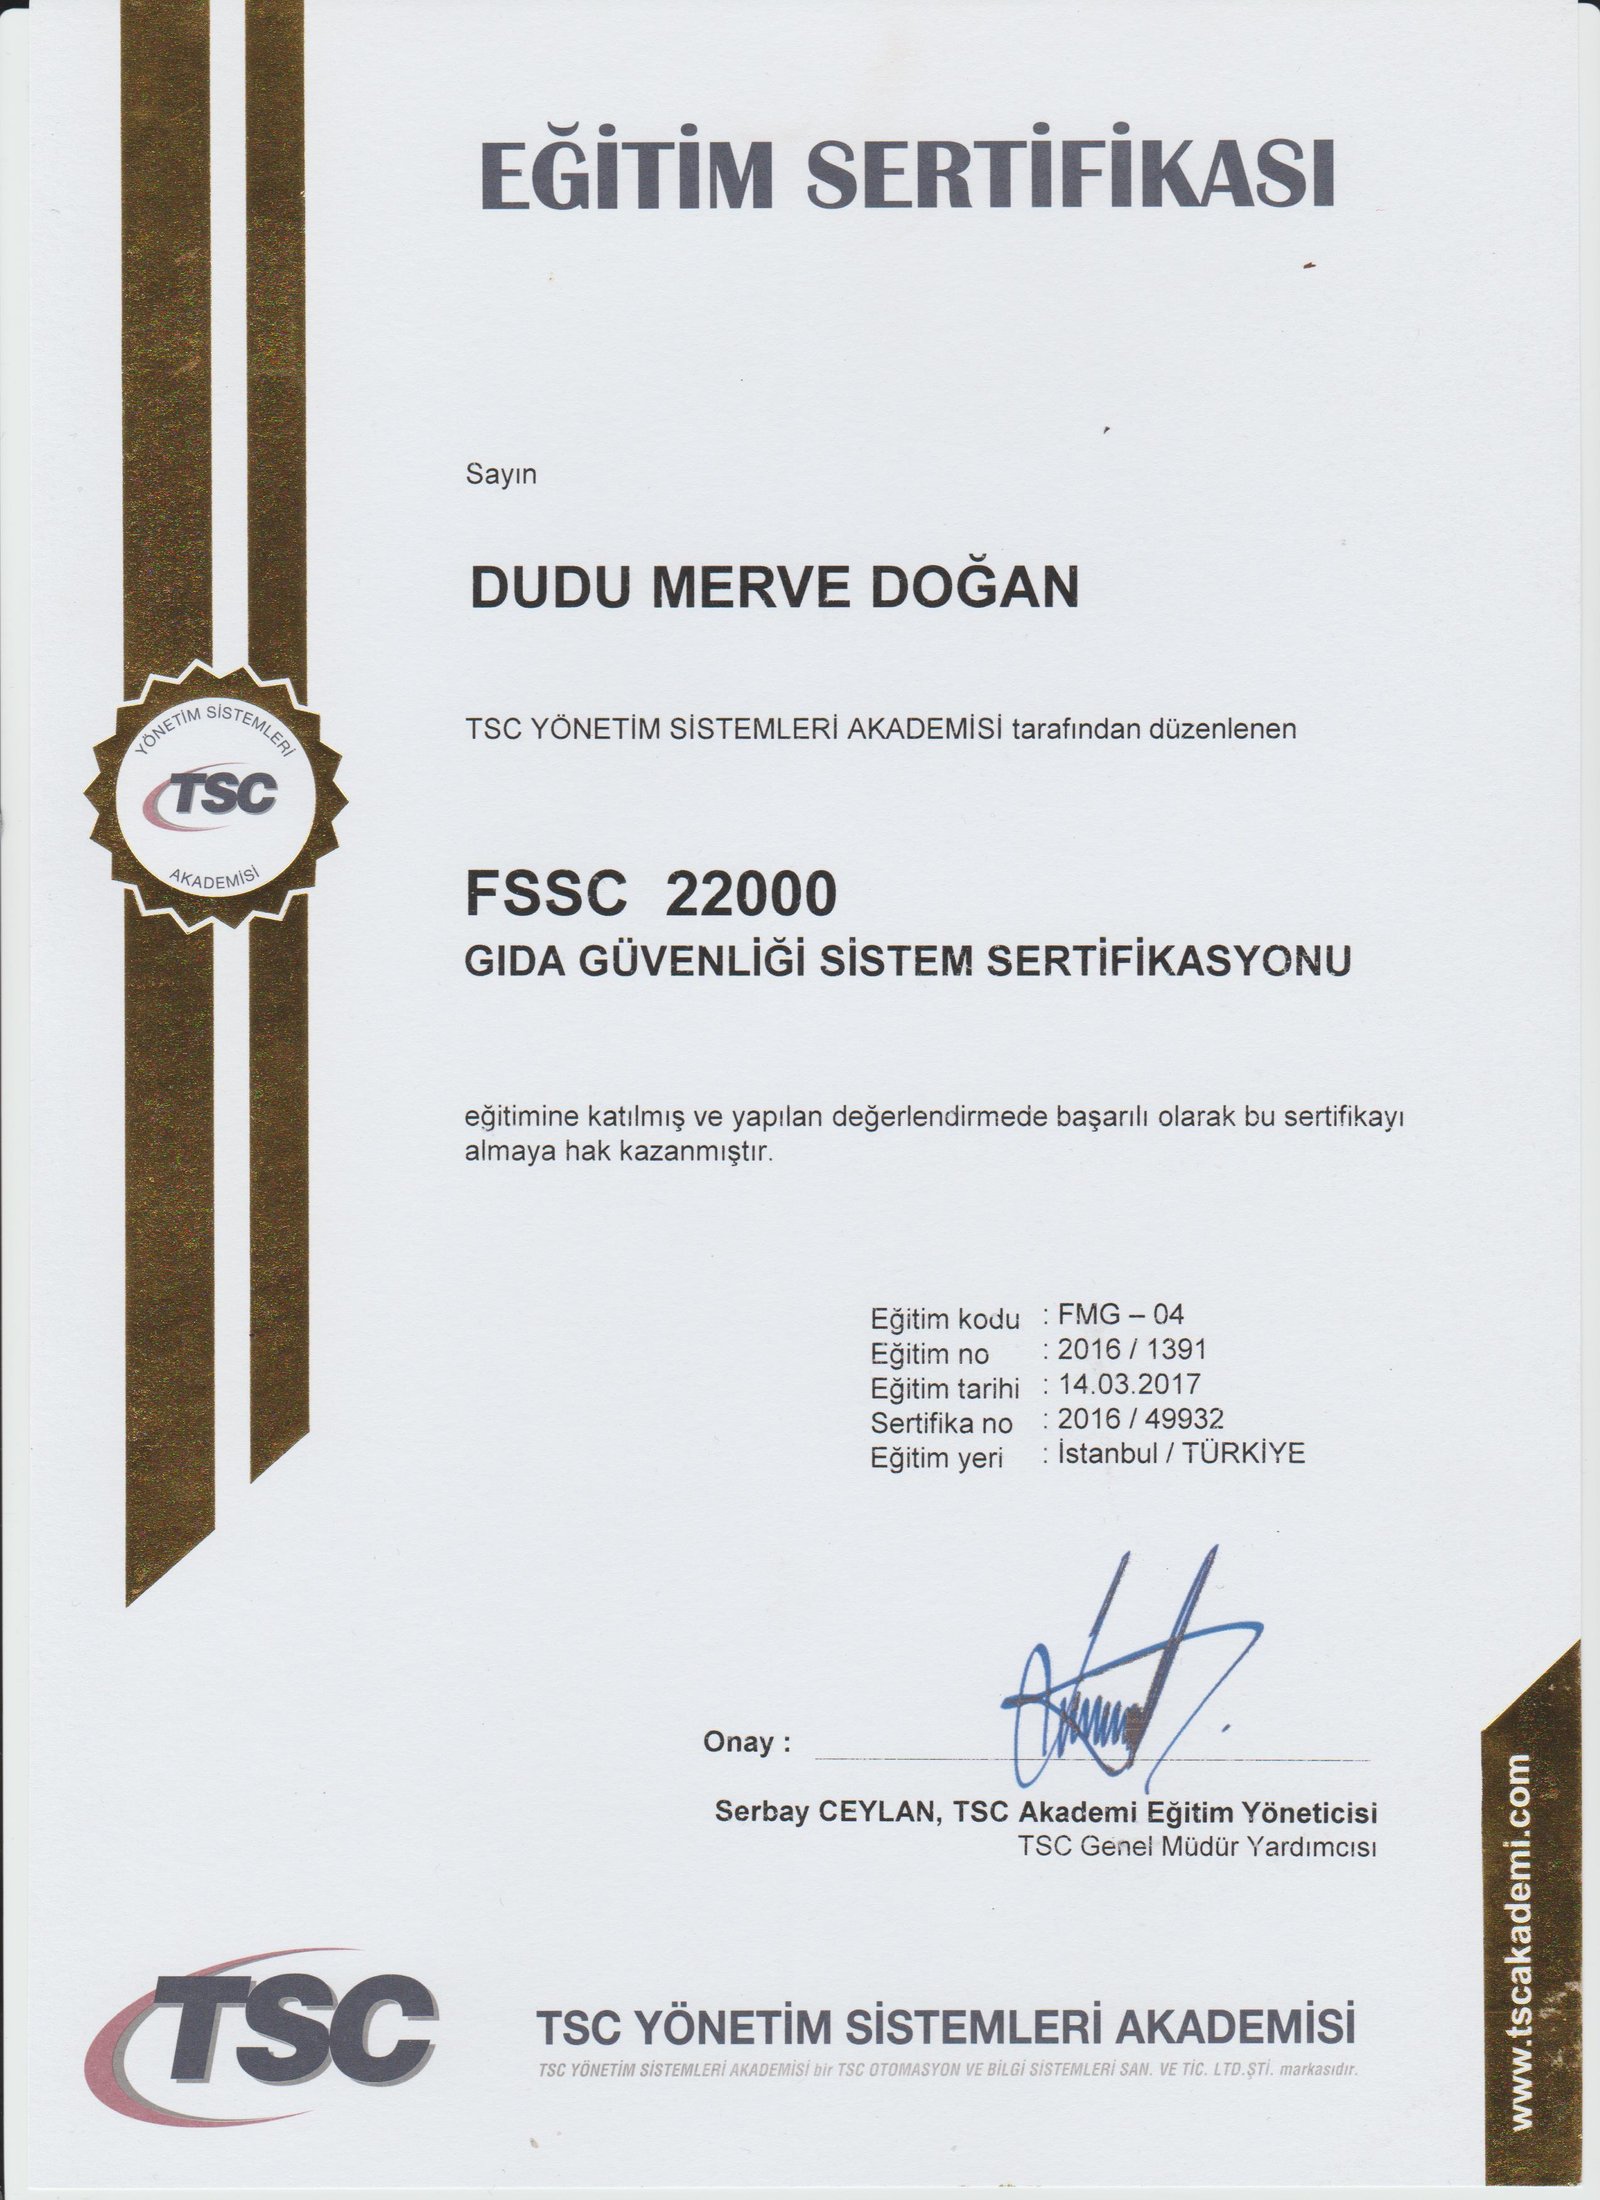 EĞİTİM SERTİFİKASI
Sayın
DUDU MERVE DOĞAN
TSC YÖNETİM SİSTEMLERİ AKADEMİSİ tarafından düzenlenen
YÖNETİM SİSTEMLERİ
TSC
AKADEMİSİ
FSSC 22000
GIDA GÜVENLİĞİ SİSTEM SERTİFİKASYONU
eğitimine katılmış ve yapılan değerlendirmede başarılı olarak bu sertifikayı
almaya hak kazanmıştır.
Eğitim kodu : FMG – 04
Eğitim no : 2016 / 1391
Eğitim tarihi : 14.03.2017
Sertifika no : 2016 / 49932
Eğitim yeri : İstanbul / TÜRKİYE
Onay :
Serbay CEYLAN, TSC Akademi Eğitim Yöneticisi
TSC Genel Müdür Yardımcısı
www.tscakademi.com
TSC
TSC YÖNETİM SİSTEMLERİ AKADEMİSİ
TSC YÖNETİM SİSTEMLERİ AKADEMİSİ bir TSC OTOMASYON VE BİLGİ SİSTEMLERİ SAN. VE TİC. LTD.ŞTİ. markasıdır.